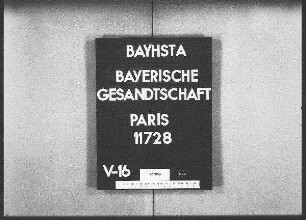 BAYHSTA
BAYERISCHE
GESANDTSCHAFT
PARIS
11728
V-16